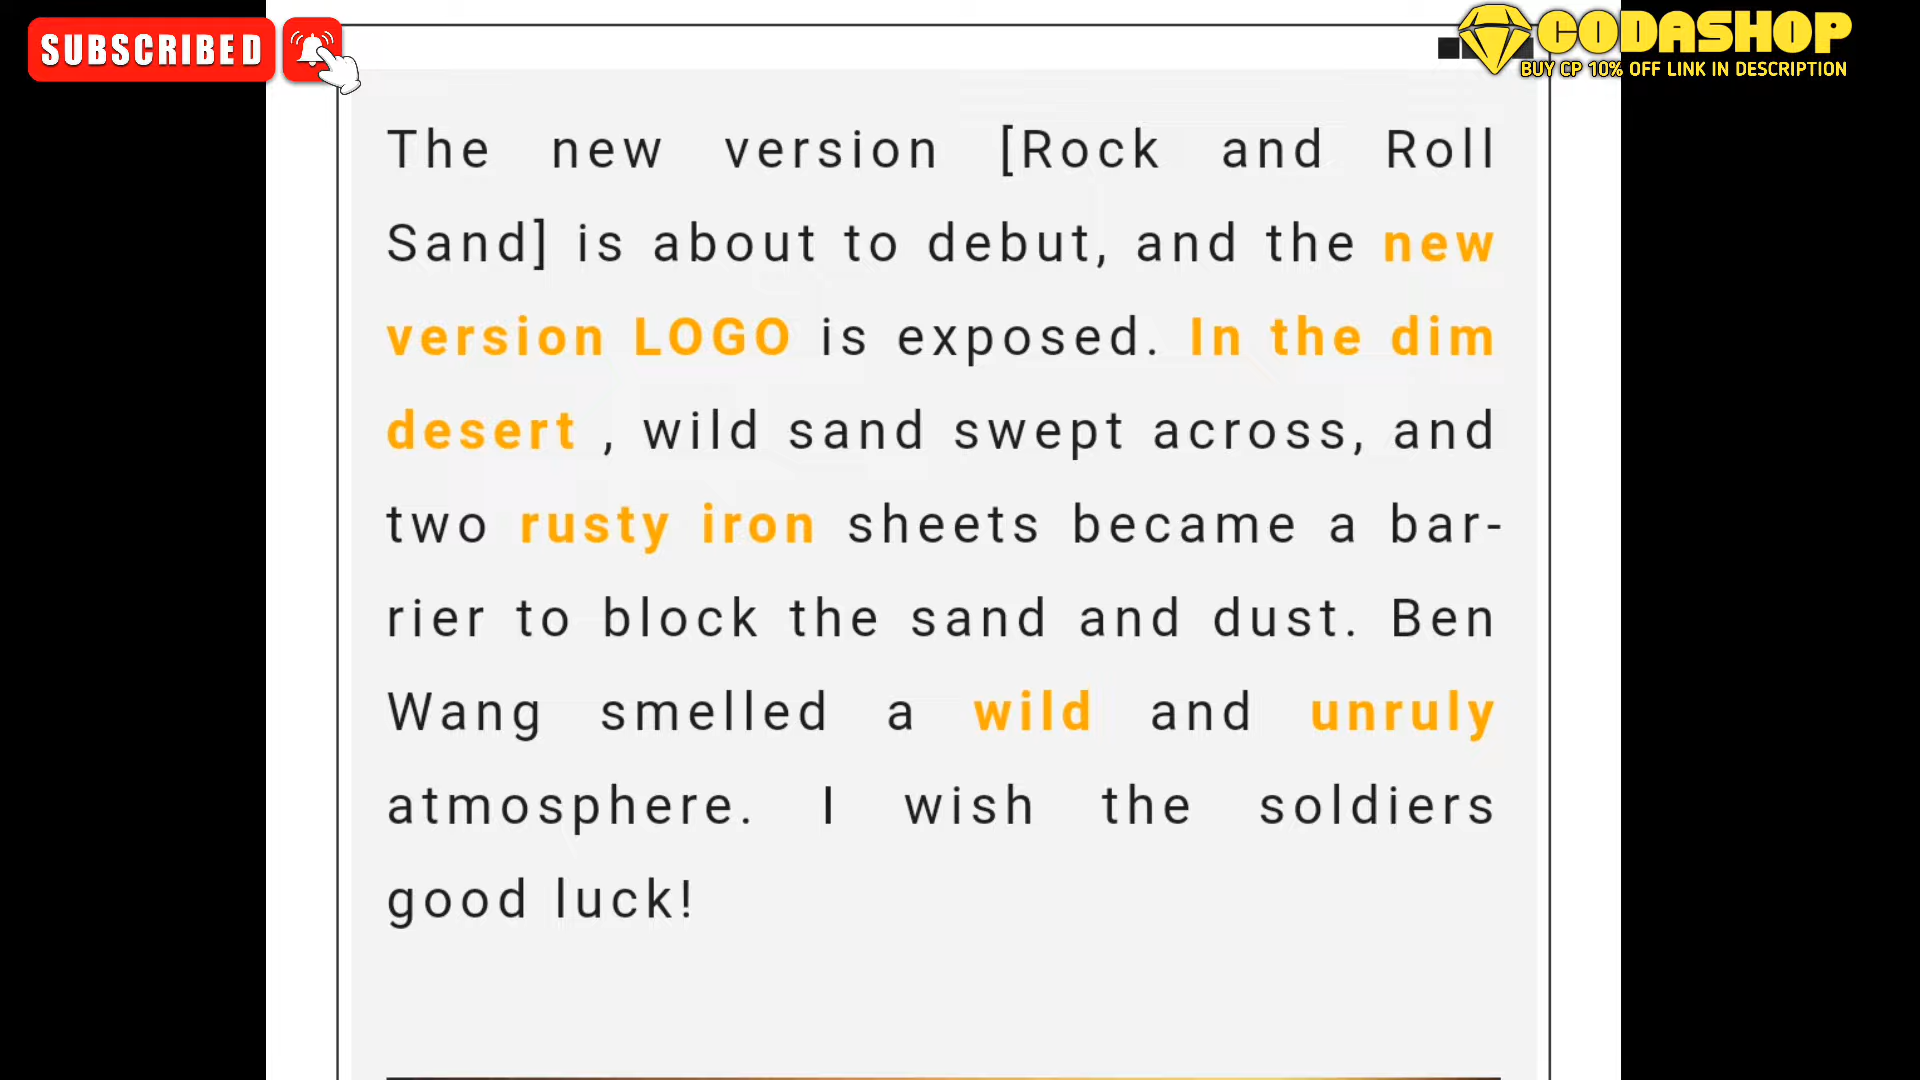 SUBSCRIBED
CODASHOP
BUY CP 10% OFF LINK IN DESCRIPTION
The new version [Rock and Roll
Sand] is about to debut, and the new
version LOGO is exposed. In the dim
desert , wild sand swept across, and
two rusty iron sheets became a bar-
rier to block the sand and dust. Ben
Wang smelled a wild and unruly
atmosphere. I wish the soldiers
good luck!